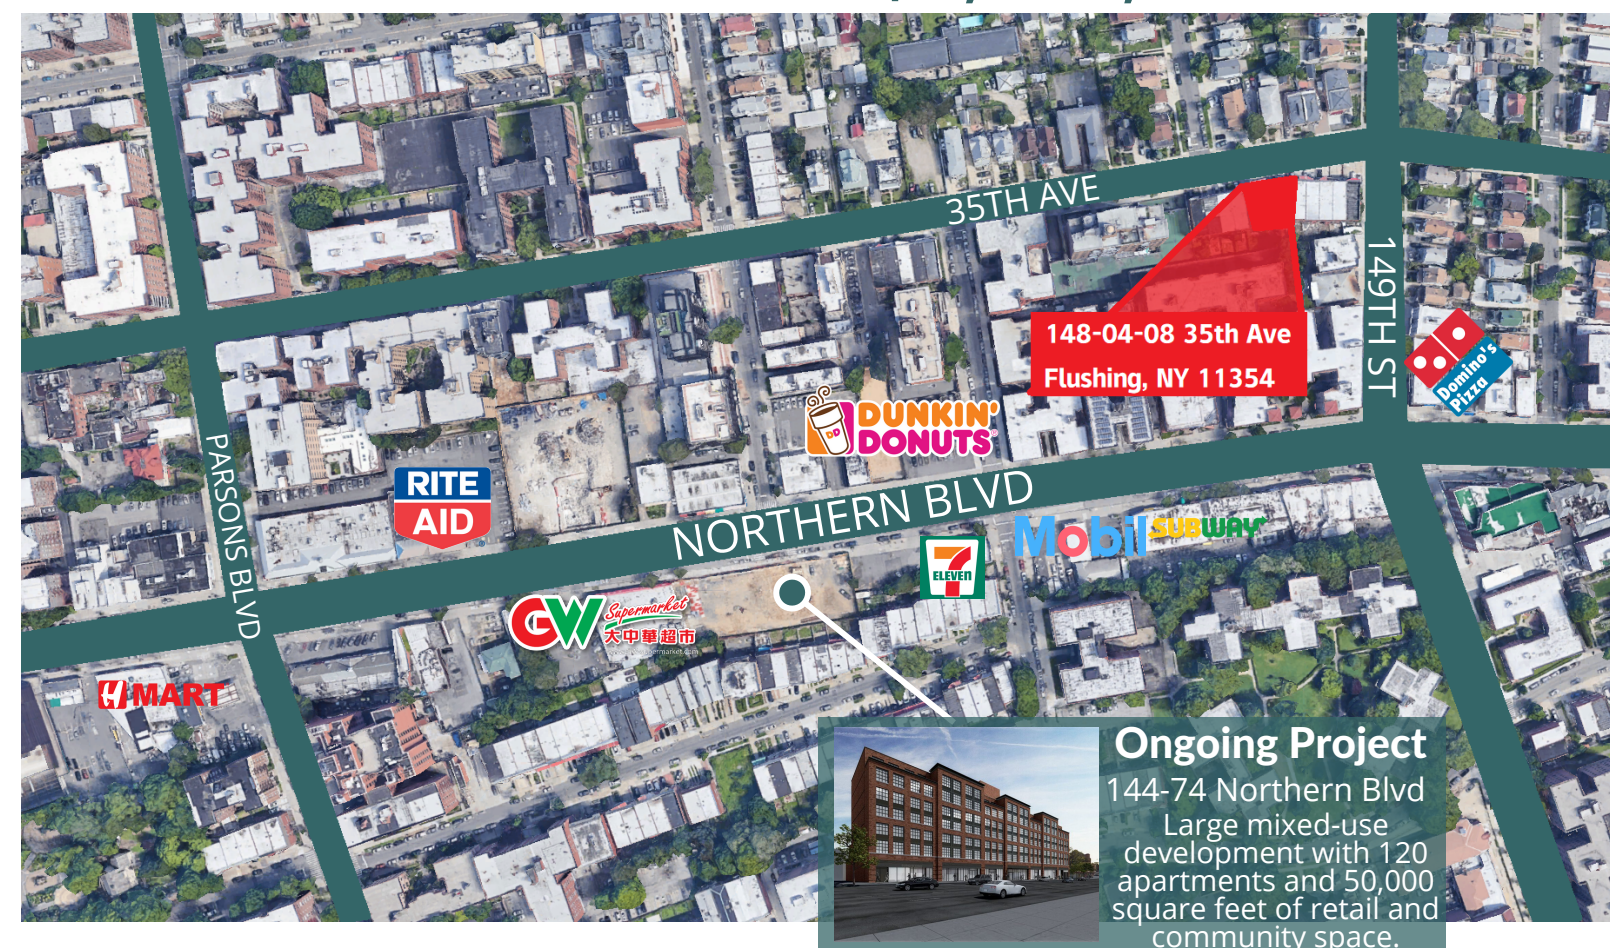 35TH AVE
148-04-08 35th Ave
Flushing, NY 11354
149TH ST
Domino's
Pizza
DUNKIN'
DONUTS
DD
RITE
AID
PARSONS BLVD
NORTHERN BLVD
Mobil
SUBWAY
7
ELEVEN
GW
Supermarket
大中華超市
H MART
Ongoing Project
144-74 Northern Blvd
Large mixed-use
development with 120
apartments and 50,000
square feet of retail and
community space.